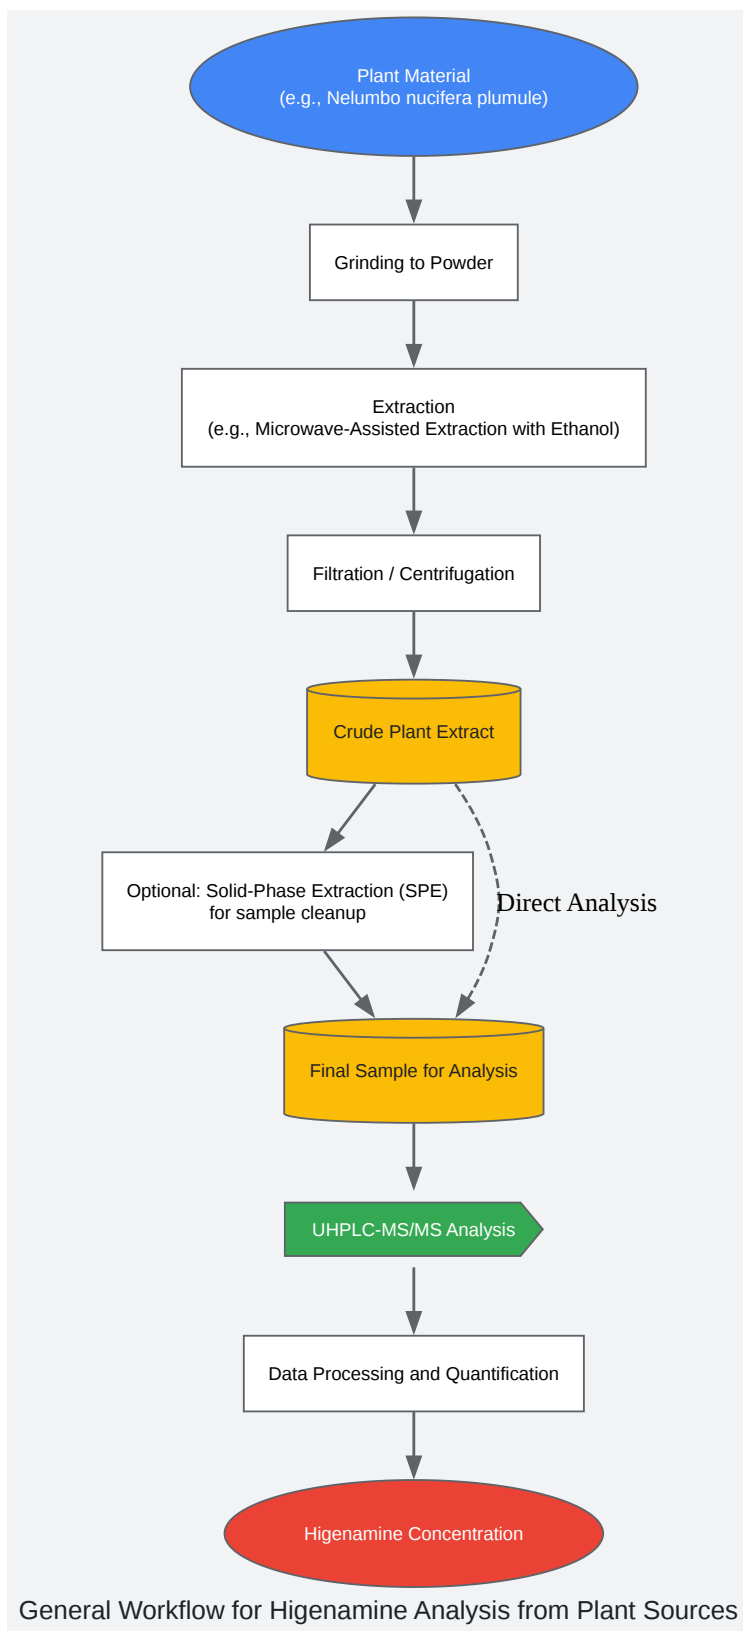 Plant Material
(e.g., Nelumbo nucifera plumule)
Grinding to Powder
Extraction
(e.g., Microwave-Assisted Extraction with Ethanol)
Filtration / Centrifugation
Crude Plant Extract
Optional: Solid-Phase Extraction (SPE)
for sample cleanup
Direct Analysis
Final Sample for Analysis
UHPLC-MS/MS Analysis
Data Processing and Quantification
Higenamine Concentration
General Workflow for Higenamine Analysis from Plant Sources